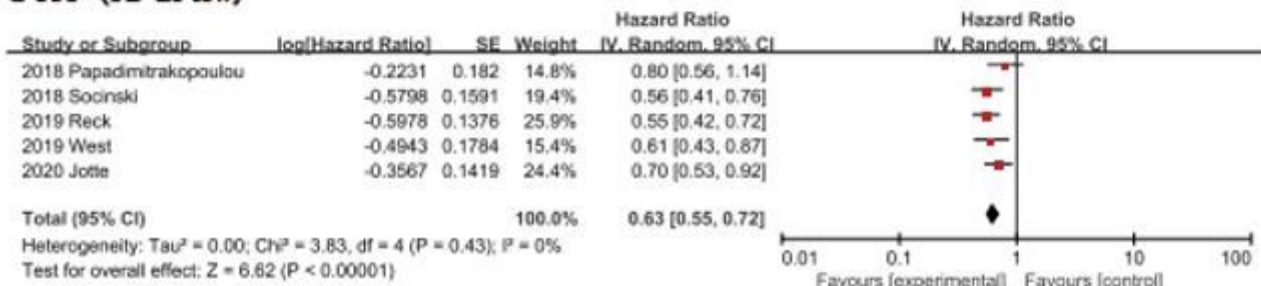 Hazard Ratio Hazard Ratio
Study or Subgroup log[Hazard Ratio] SE Weight IV, Random, 95% CI IV, Random, 95% CI
2018 Papadimitrakopoulou -0.2231 0.182 14.8% 0.80 [0.56, 1.14]
2018 Socinski -0.5798 0.1591 19.4% 0.56 [0.41, 0.76]
2019 Reck -0.5978 0.1376 25.9% 0.55 [0.42, 0.72]
2019 West -0.4943 0.1784 15.4% 0.61 [0.43, 0.87]
2020 Jotte -0.3567 0.1419 24.4% 0.70 [0.53, 0.92]
Total (95% CI) 100.0% 0.63 [0.55, 0.72]
Heterogeneity: Tau² = 0.00; Chi² = 3.83, df = 4 (P = 0.43); I² = 0%
Test for overall effect: Z = 6.62 (P < 0.00001)
0.01 0.1 1 10 100
Favours [experimental] Favours [control]